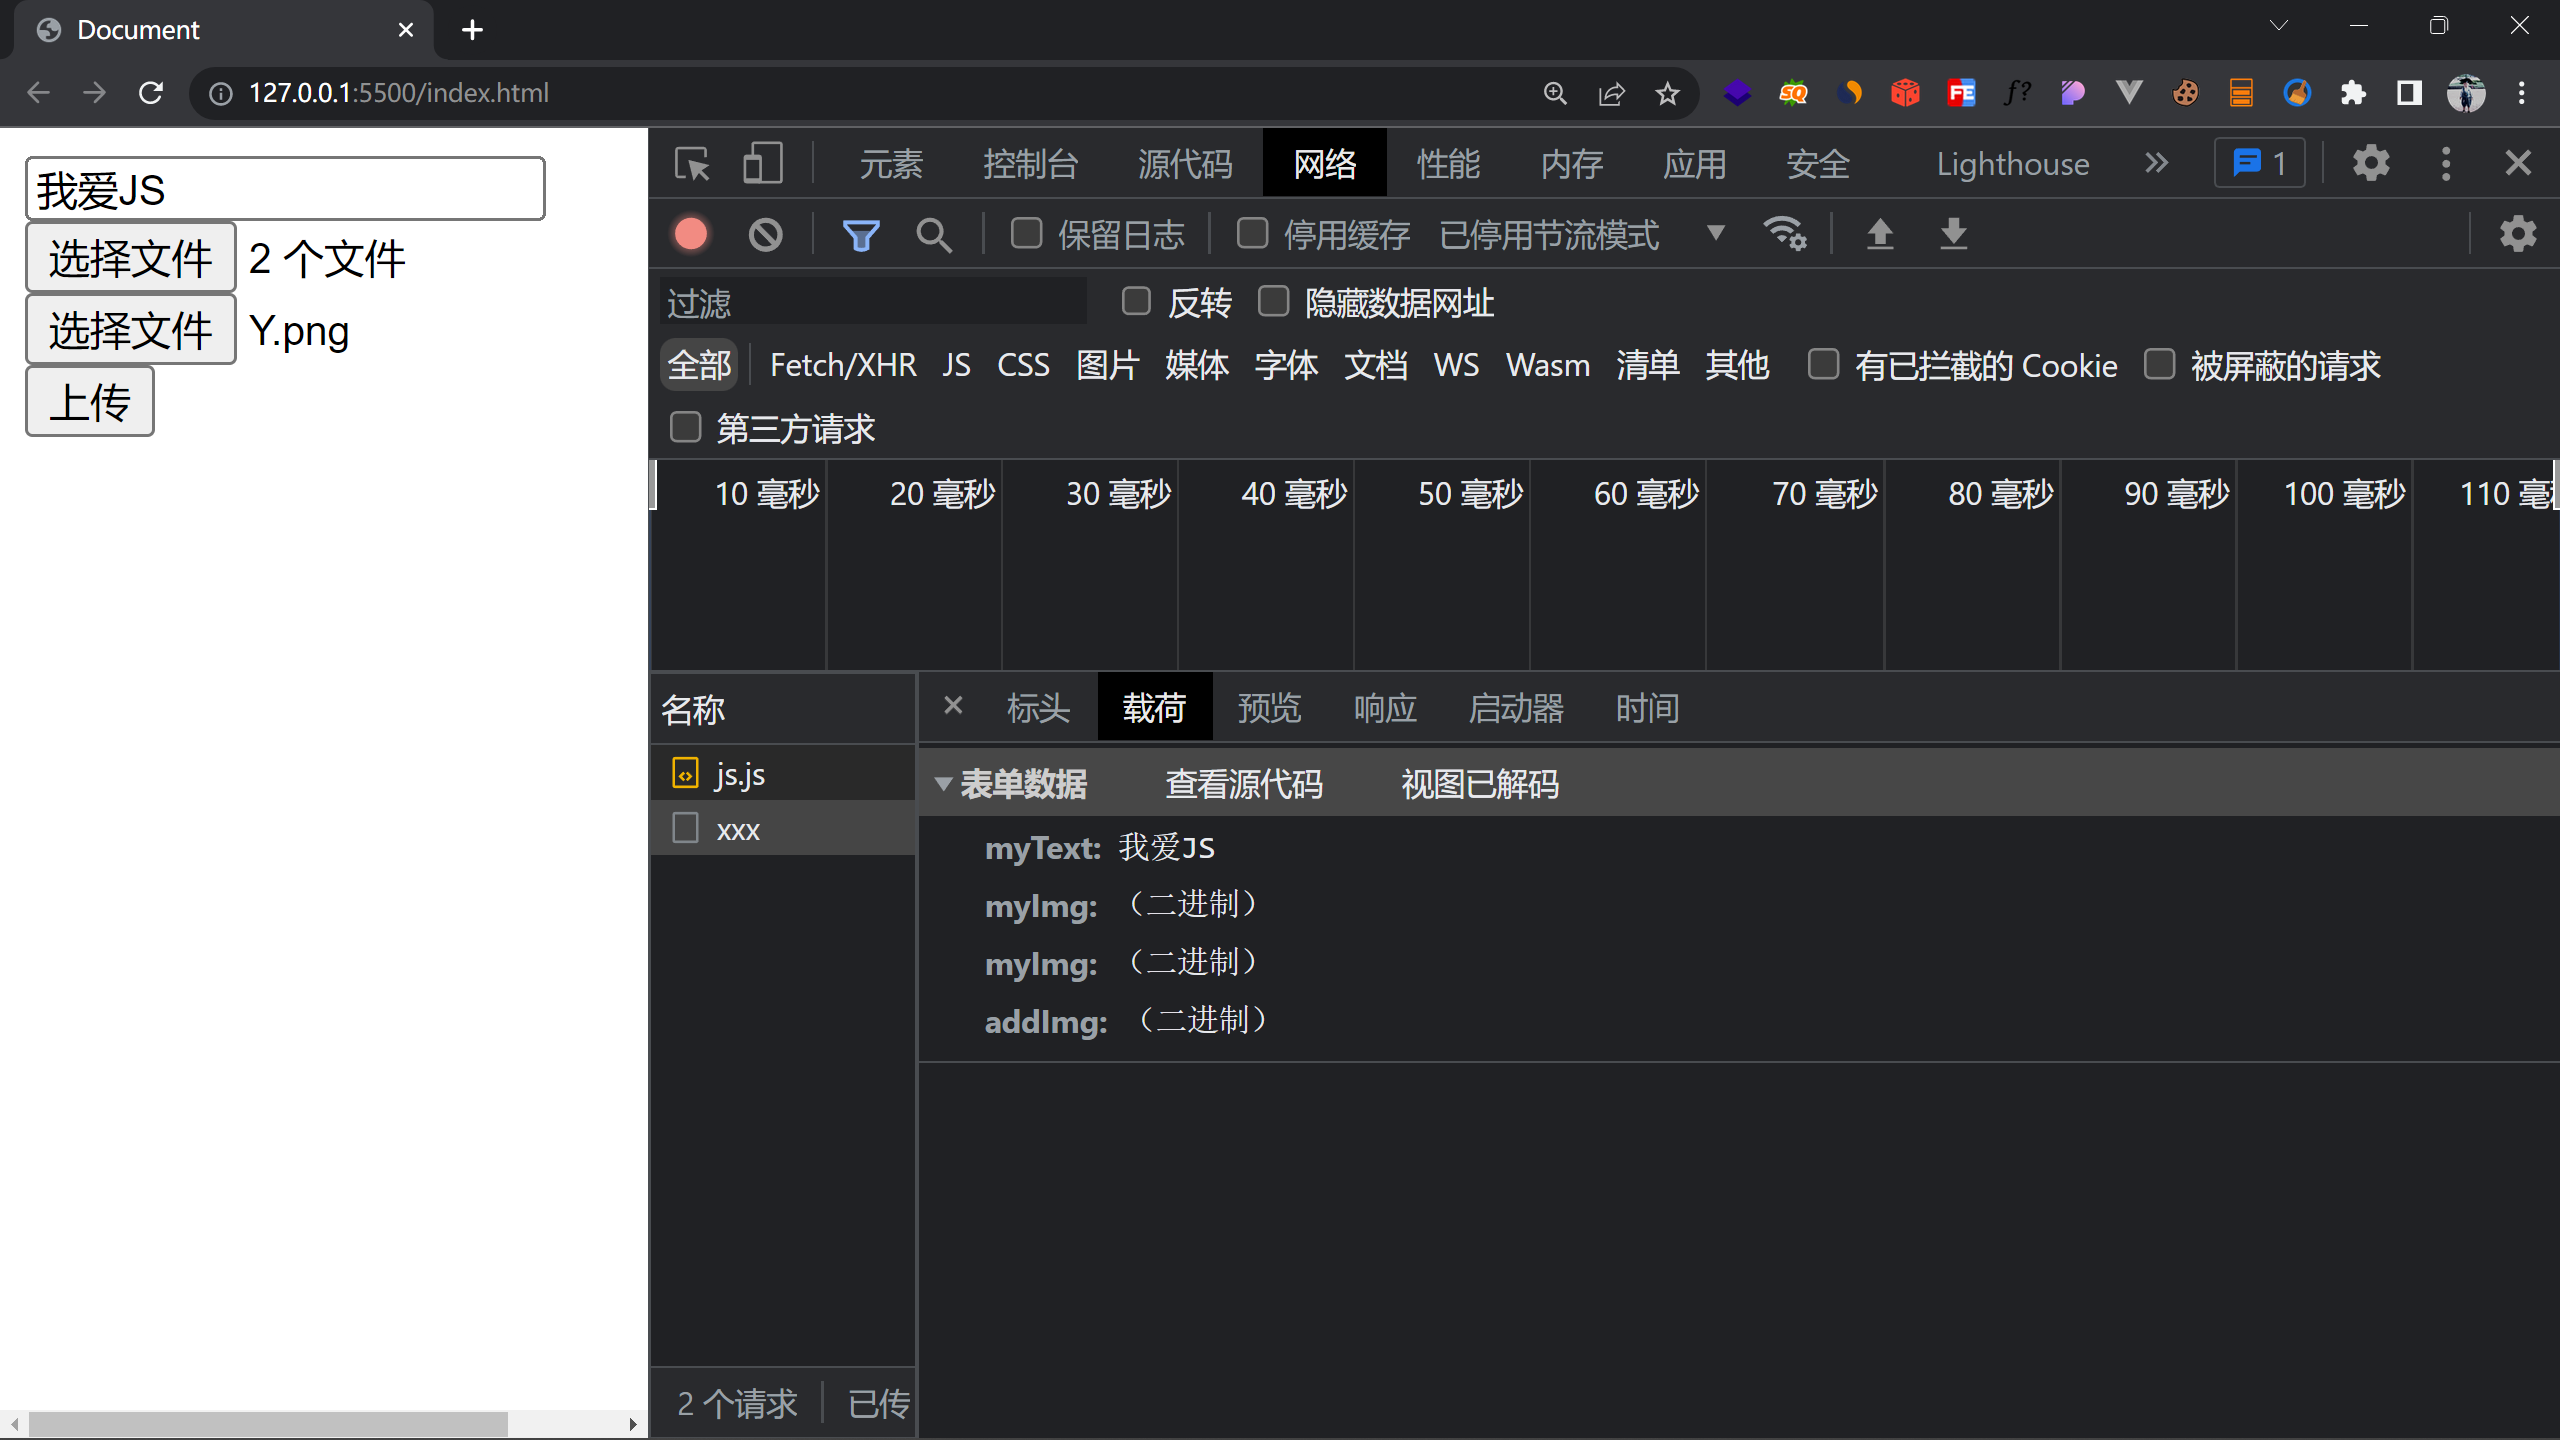 Document
127.0.0.1:5500/index.html
我爱JS
选择文件 2 个文件
选择文件 Y.png
上传
元素 控制台 源代码 网络 性能 内存 应用 安全 Lighthouse 1
保留日志 停用缓存 已停用节流模式
过滤 反转 隐藏数据网址
全部 Fetch/XHR JS CSS 图片 媒体 字体 文档 WS Wasm 清单 其他 有已拦截的 Cookie 被屏蔽的请求
第三方请求
10 毫秒 20 毫秒 30 毫秒 40 毫秒 50 毫秒 60 毫秒 70 毫秒 80 毫秒 90 毫秒 100 毫秒 110 毫
名称
js.js
xxx
2 个请求 已传
标头 载荷 预览 响应 启动器 时间
表单数据 查看源代码 视图已解码
myText: 我爱JS
myImg: （二进制）
myImg: （二进制）
addImg: （二进制）